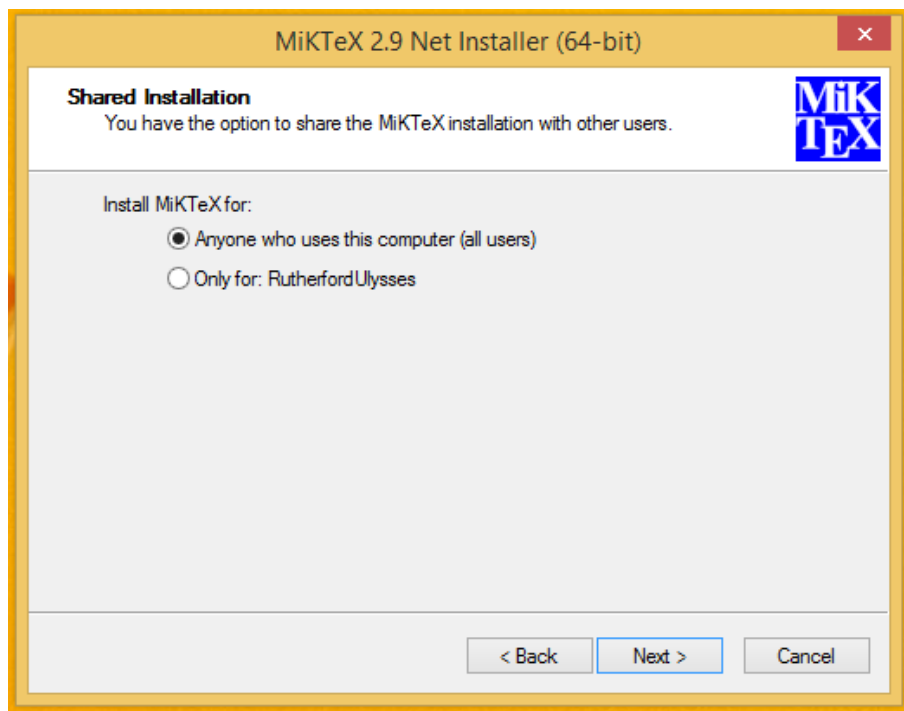 MiKTeX 2.9 Net Installer (64-bit)
Shared Installation
You have the option to share the MiKTeX installation with other users.
MiK
TEX
Install MiKTeX for:
Anyone who uses this computer (all users)
Only for: RutherfordUlysses
< Back
Next >
Cancel